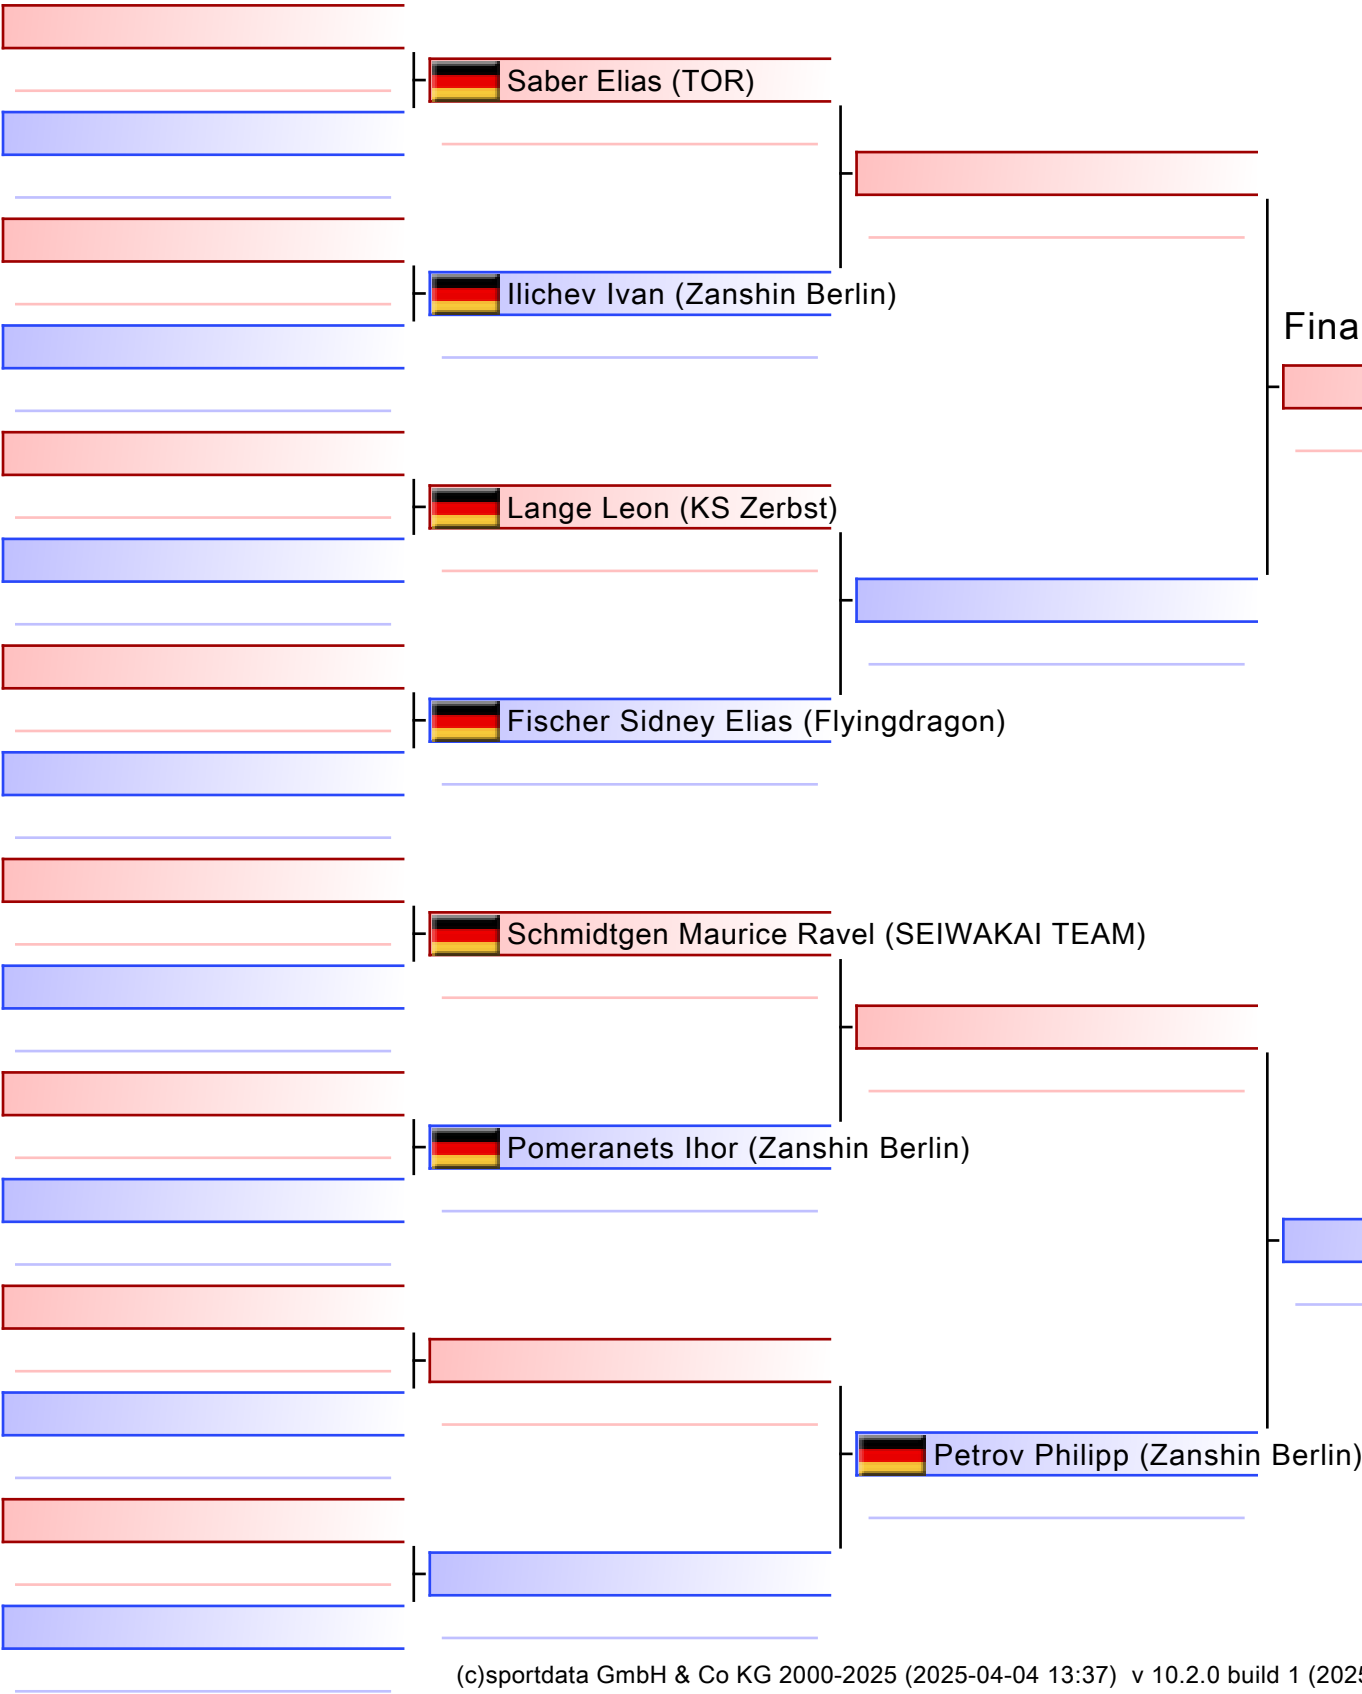 Saber Elias (TOR)
Ilichev Ivan (Zanshin Berlin)
Fina
Lange Leon (KS Zerbst)
Fischer Sidney Elias (Flyingdragon)
Schmidtgen Maurice Ravel (SEIWAKAI TEAM)
Pomeranets Ihor (Zanshin Berlin)
Petrov Philipp (Zanshin Berlin)
(c)sportdata GmbH & Co KG 2000-2025 (2025-04-04 13:37) v 10.2.0 build 1 (2025